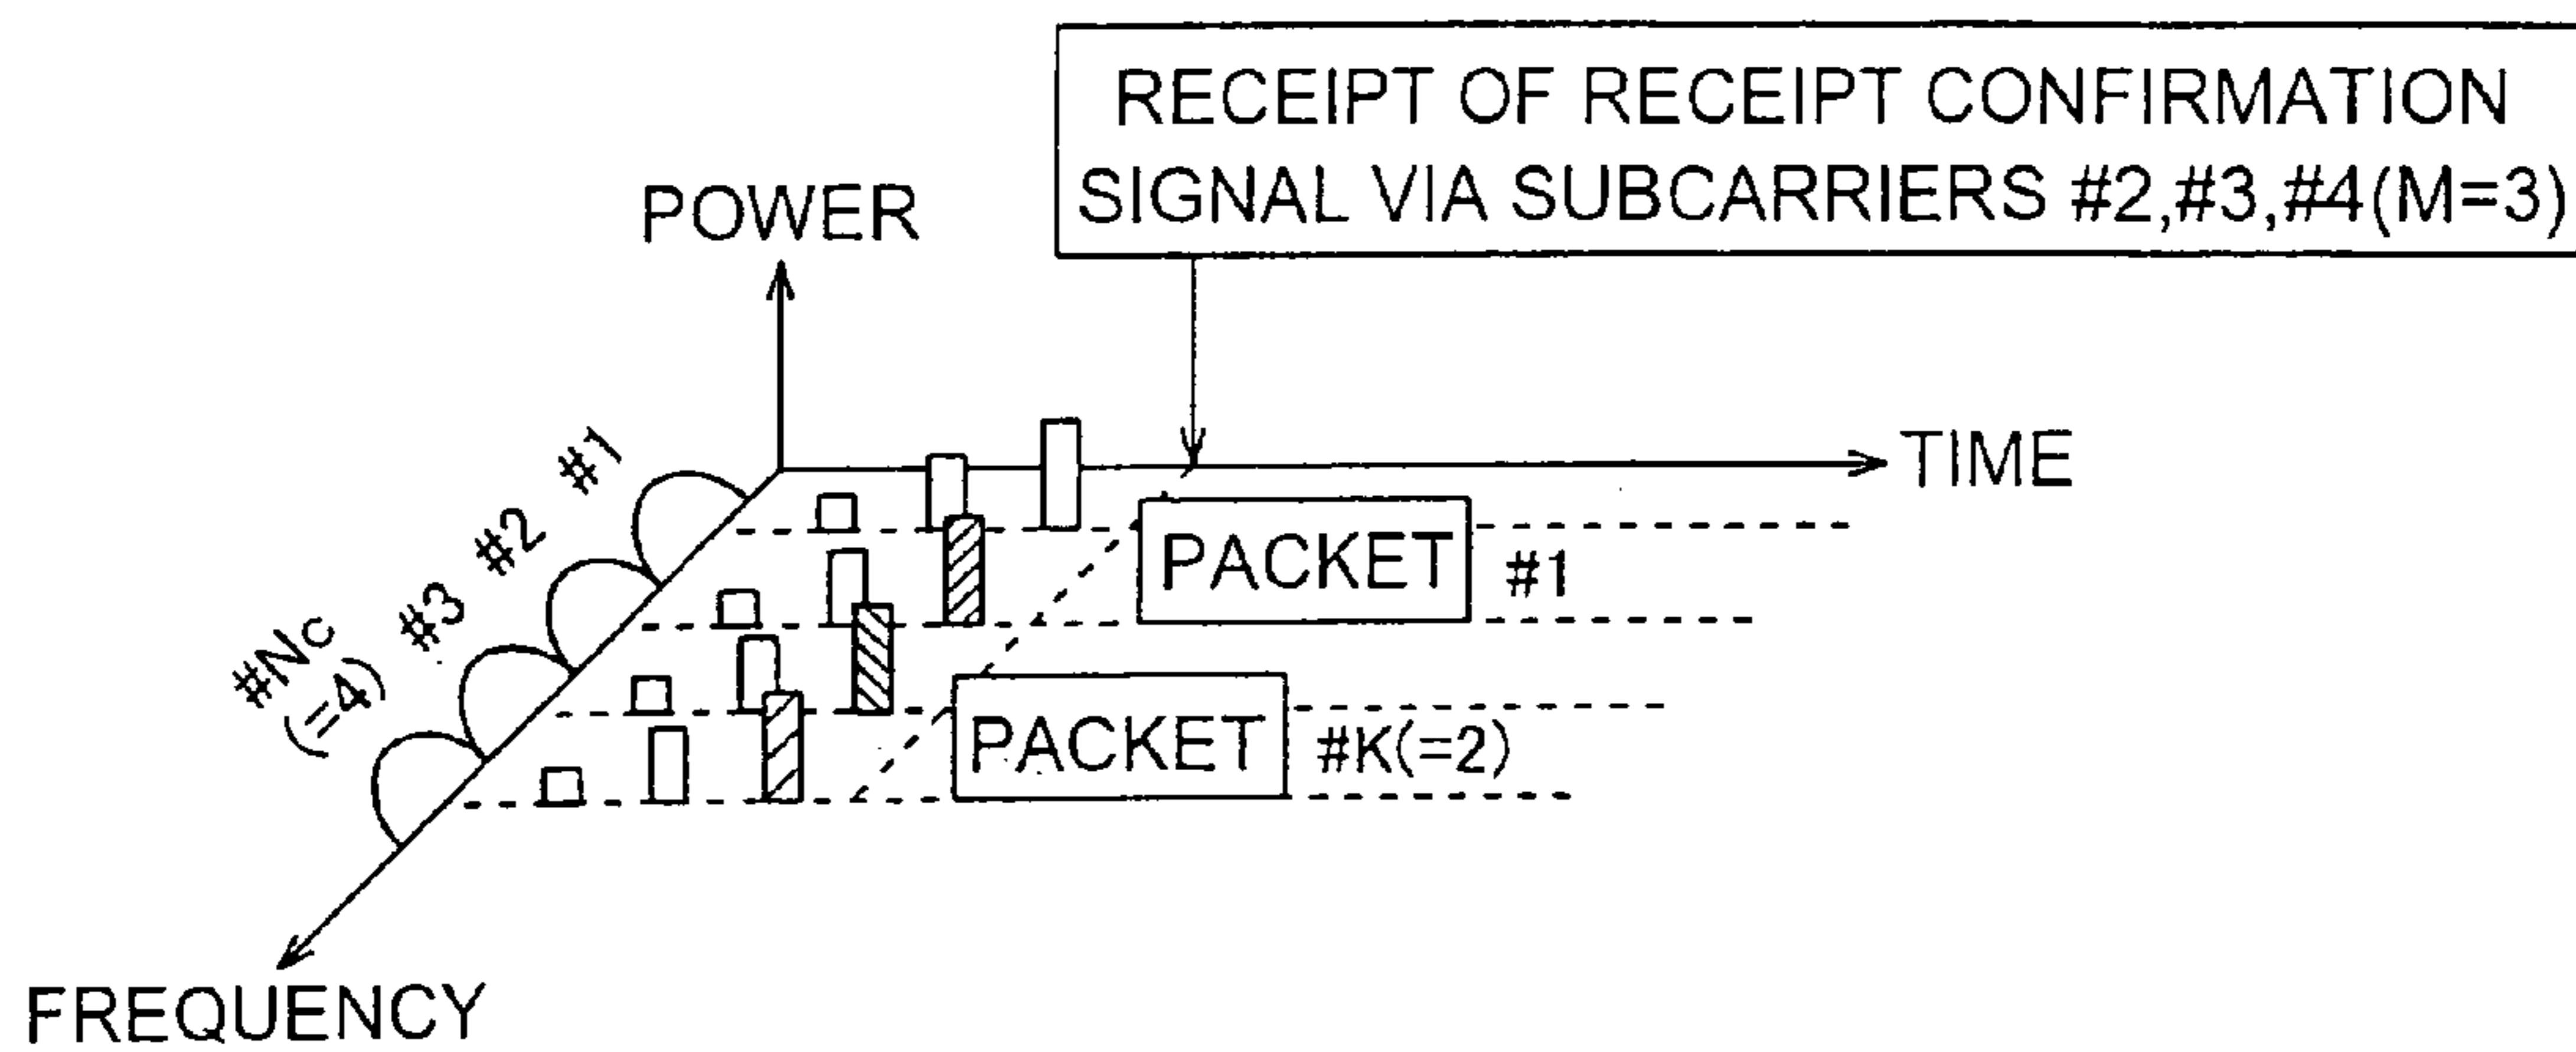 RECEIPT OF RECEIPT CONFIRMATION
SIGNAL VIA SUBCARRIERS #2,#3,#4(M=3)
POWER
TIME
#1
#2
#3
#Nc
(=4)
PACKET
#1
PACKET
#K(=2)
FREQUENCY